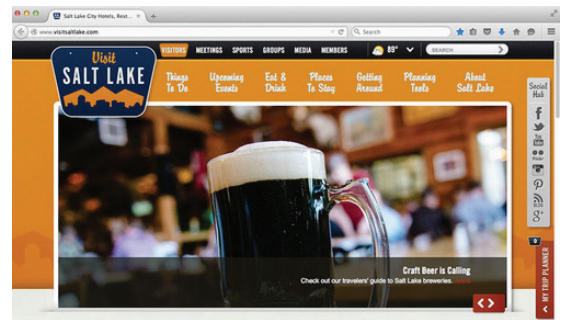 Salt Lake City Hotels, Rest...
www.visitsaltlake.com
Search
VISITORS MEETINGS SPORTS GROUPS MEDIA MEMBERS
89°
SEARCH
Visit
SALT LAKE
Things To Do
Upcoming Events
Eat & Drink
Places To Stay
Getting Around
Planning Tools
About Salt Lake
Social Hub
You Tube
flickr
BLOG
g+
0
MY TRIP PLANNER
Craft Beer is Calling
Check out our travelers' guide to Salt Lake breweries.